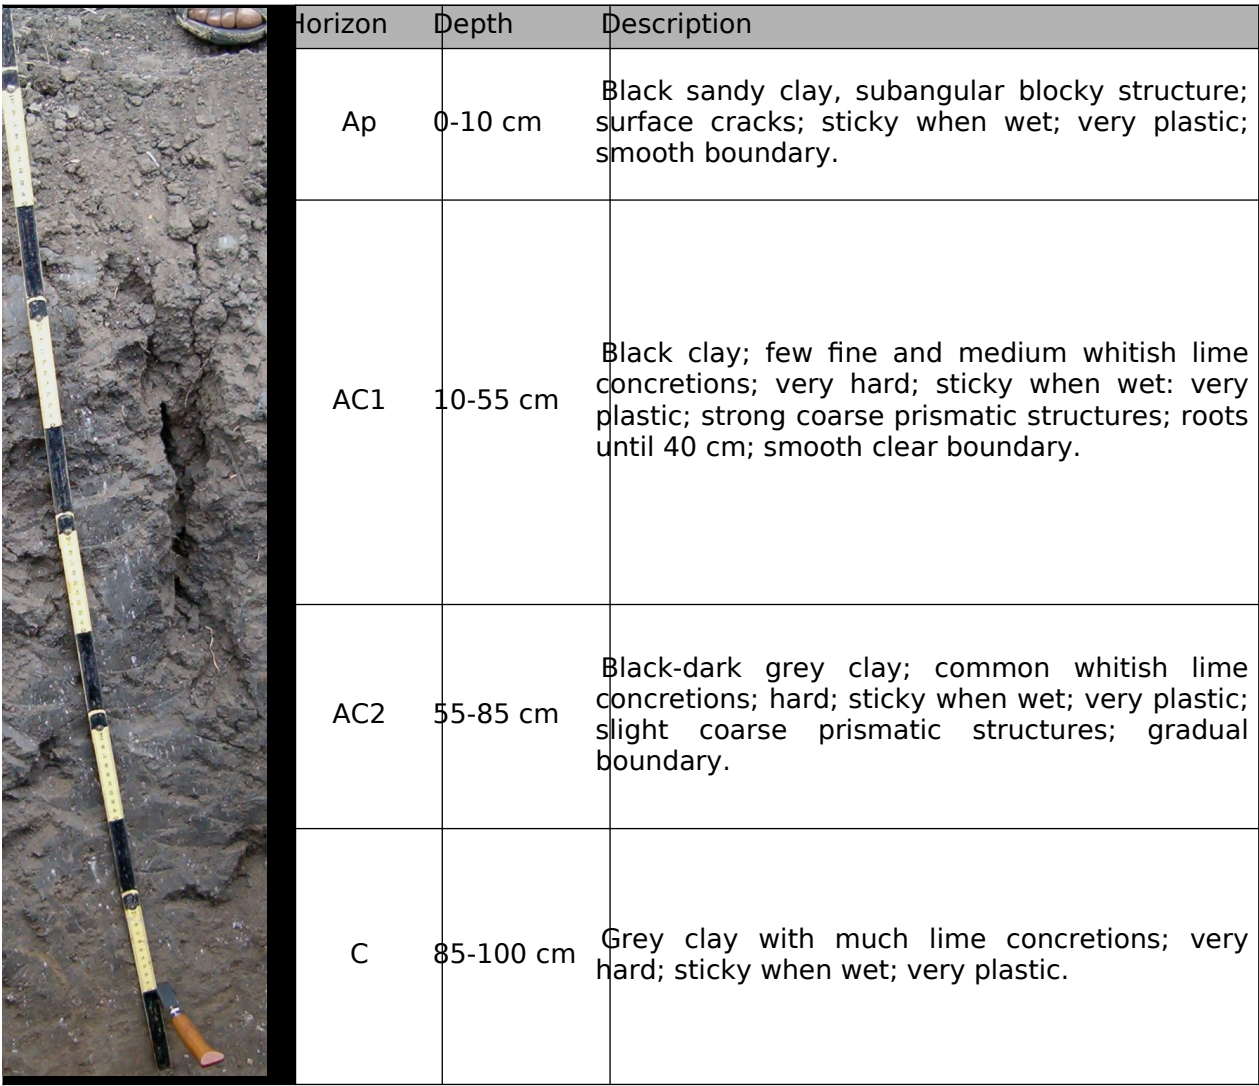 Horizon Depth Description
Ap 0-10 cm Black sandy clay, subangular blocky structure;
surface cracks; sticky when wet; very plastic;
smooth boundary.
AC1 10-55 cm Black clay; few fine and medium whitish lime
concretions; very hard; sticky when wet: very
plastic; strong coarse prismatic structures; roots
until 40 cm; smooth clear boundary.
AC2 55-85 cm Black-dark grey clay; common whitish lime
concretions; hard; sticky when wet; very plastic;
slight coarse prismatic structures; gradual
boundary.
C 85-100 cm Grey clay with much lime concretions; very
hard; sticky when wet; very plastic.